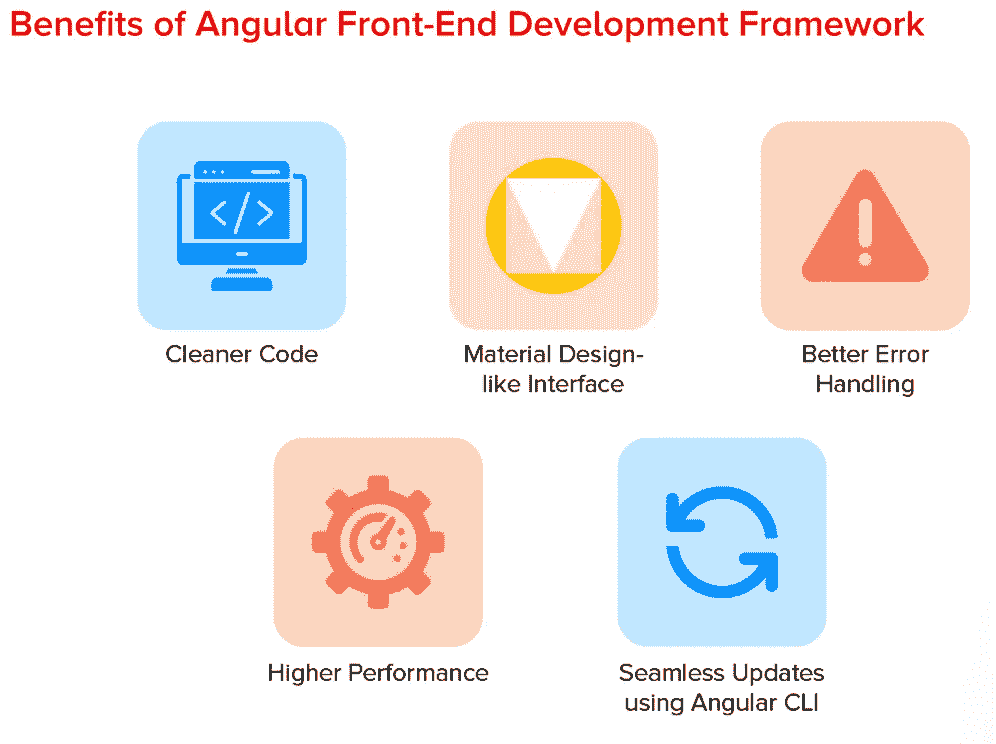 Benefits of Angular Front-End Development Framework
</>
Cleaner Code
Material Design-
like Interface
Better Error
Handling
Higher Performance
Seamless Updates
using Angular CLI